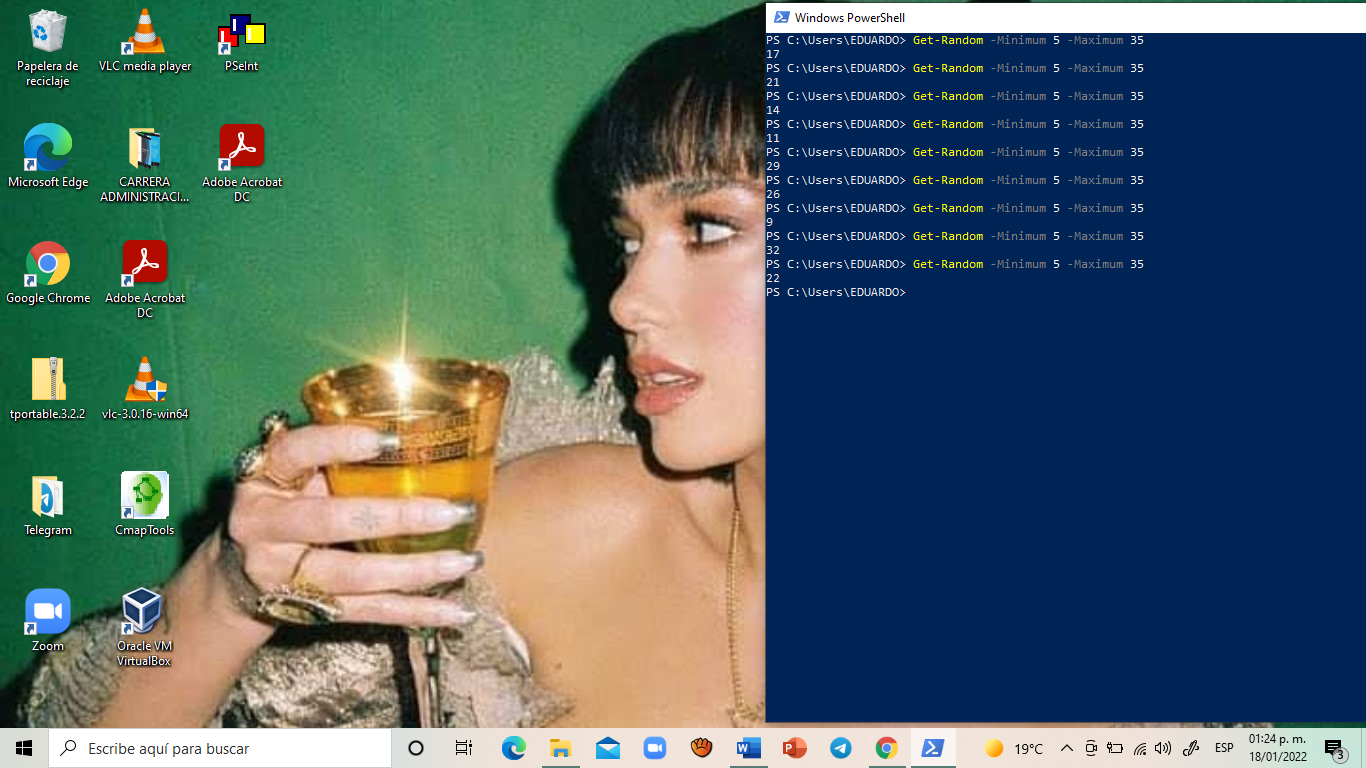 Papelera de
reciclaje
VLC media player
PSeInt
Microsoft Edge
CARRERA
ADMINISTRACI...
Adobe Acrobat
DC
Google Chrome
Adobe Acrobat
DC
tportable.3.2.2
vlc-3.0.16-win64
Telegram
CmapTools
Zoom
Oracle VM
VirtualBox
Windows PowerShell
PS C:\Users\EDUARDO> Get-Random -Minimum 5 -Maximum 35
17
PS C:\Users\EDUARDO> Get-Random -Minimum 5 -Maximum 35
21
PS C:\Users\EDUARDO> Get-Random -Minimum 5 -Maximum 35
14
PS C:\Users\EDUARDO> Get-Random -Minimum 5 -Maximum 35
11
PS C:\Users\EDUARDO> Get-Random -Minimum 5 -Maximum 35
29
PS C:\Users\EDUARDO> Get-Random -Minimum 5 -Maximum 35
26
PS C:\Users\EDUARDO> Get-Random -Minimum 5 -Maximum 35
9
PS C:\Users\EDUARDO> Get-Random -Minimum 5 -Maximum 35
32
PS C:\Users\EDUARDO> Get-Random -Minimum 5 -Maximum 35
22
PS C:\Users\EDUARDO>
Escribe aquí para buscar
19°C
ESP
01:24 p. m.
18/01/2022
3